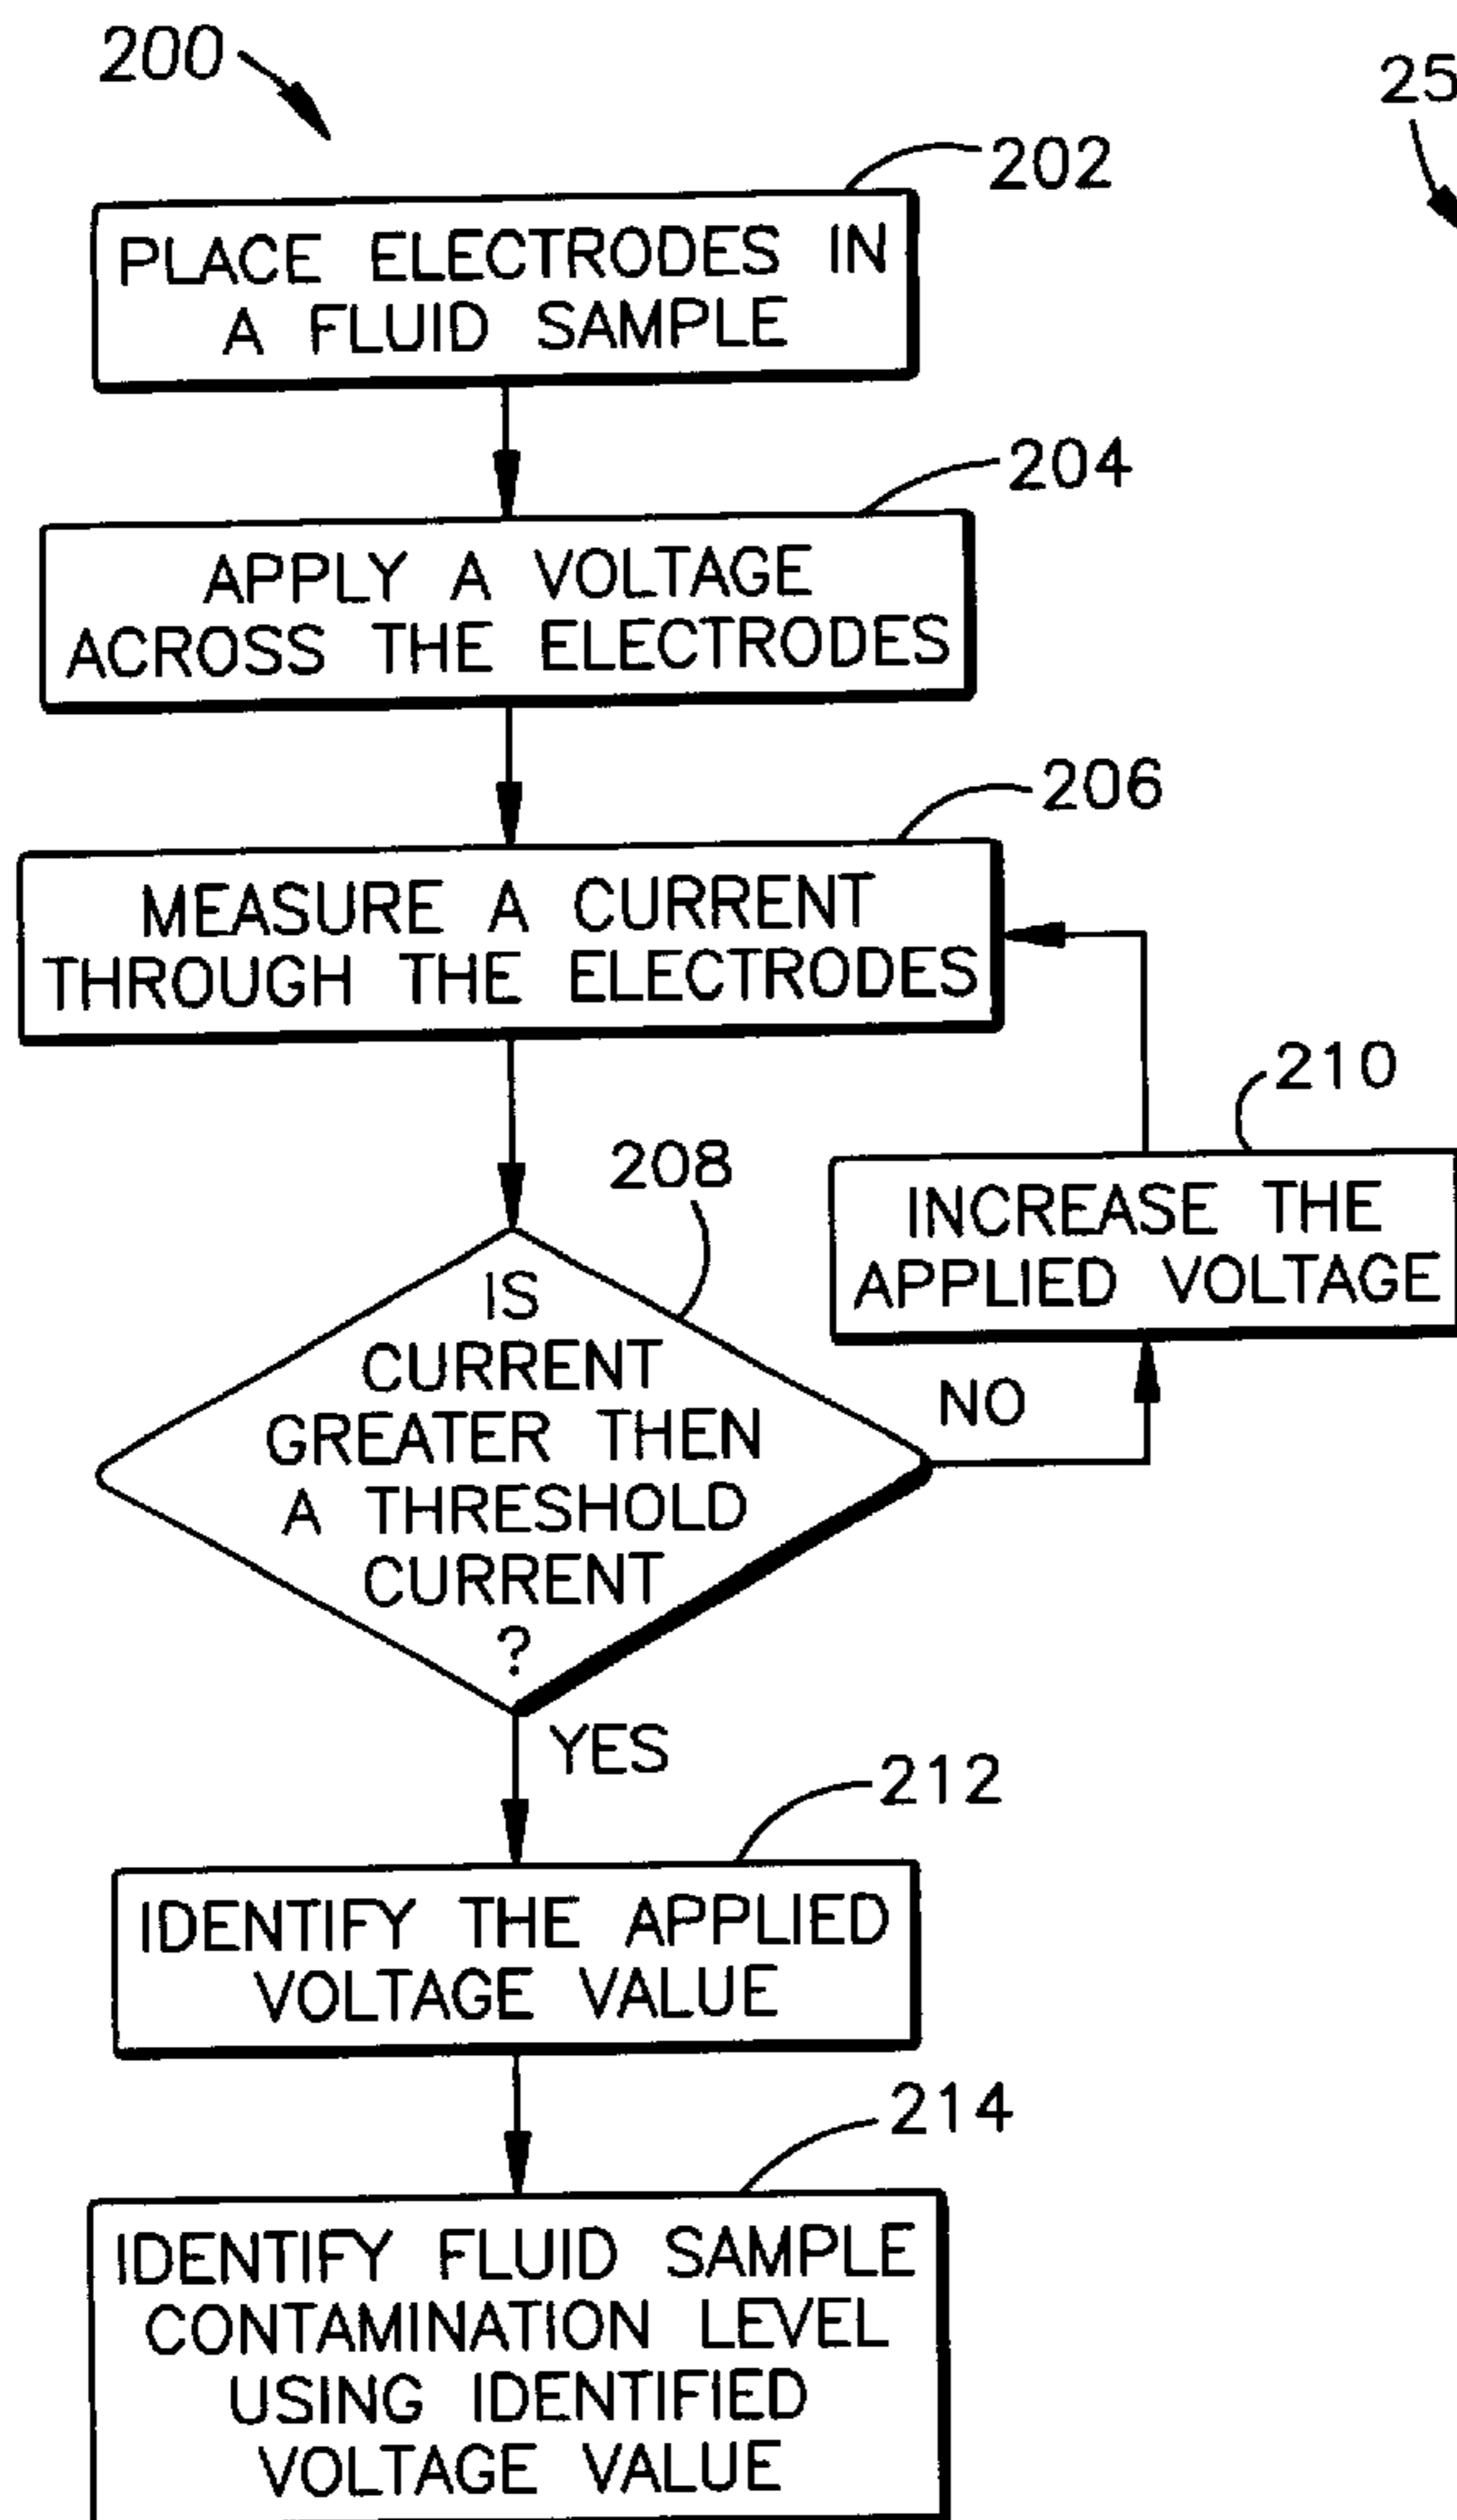 200
25
202
PLACE ELECTRODES IN
A FLUID SAMPLE
204
APPLY A VOLTAGE
ACROSS THE ELECTRODES
206
MEASURE A CURRENT
THROUGH THE ELECTRODES
210
INCREASE THE
APPLIED VOLTAGE
208
IS
CURRENT
GREATER THEN
A THRESHOLD
CURRENT
?
NO
YES
212
IDENTIFY THE APPLIED
VOLTAGE VALUE
214
IDENTIFY FLUID SAMPLE
CONTAMINATION LEVEL
USING IDENTIFIED
VOLTAGE VALUE